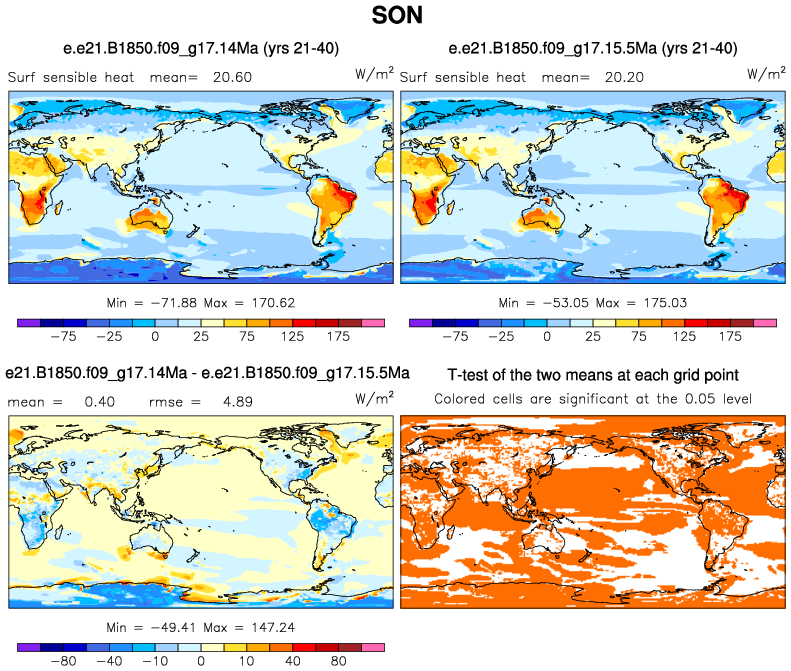 SON
e.e21.B1850.f09_g17.14Ma (yrs 21-40)
Surf sensible heat mean= 20.60 W/m²
Min = −71.88 Max = 170.62
−75 −25 0 25 75 125 175
e.e21.B1850.f09_g17.15.5Ma (yrs 21-40)
Surf sensible heat mean= 20.20 W/m²
Min = −53.05 Max = 175.03
−75 −25 0 25 75 125 175
e21.B1850.f09_g17.14Ma - e.e21.B1850.f09_g17.15.5Ma
mean = 0.40 rmse = 4.89 W/m²
Min = −49.41 Max = 147.24
−80 −40 −10 0 10 40 80
T-test of the two means at each grid point
Colored cells are significant at the 0.05 level